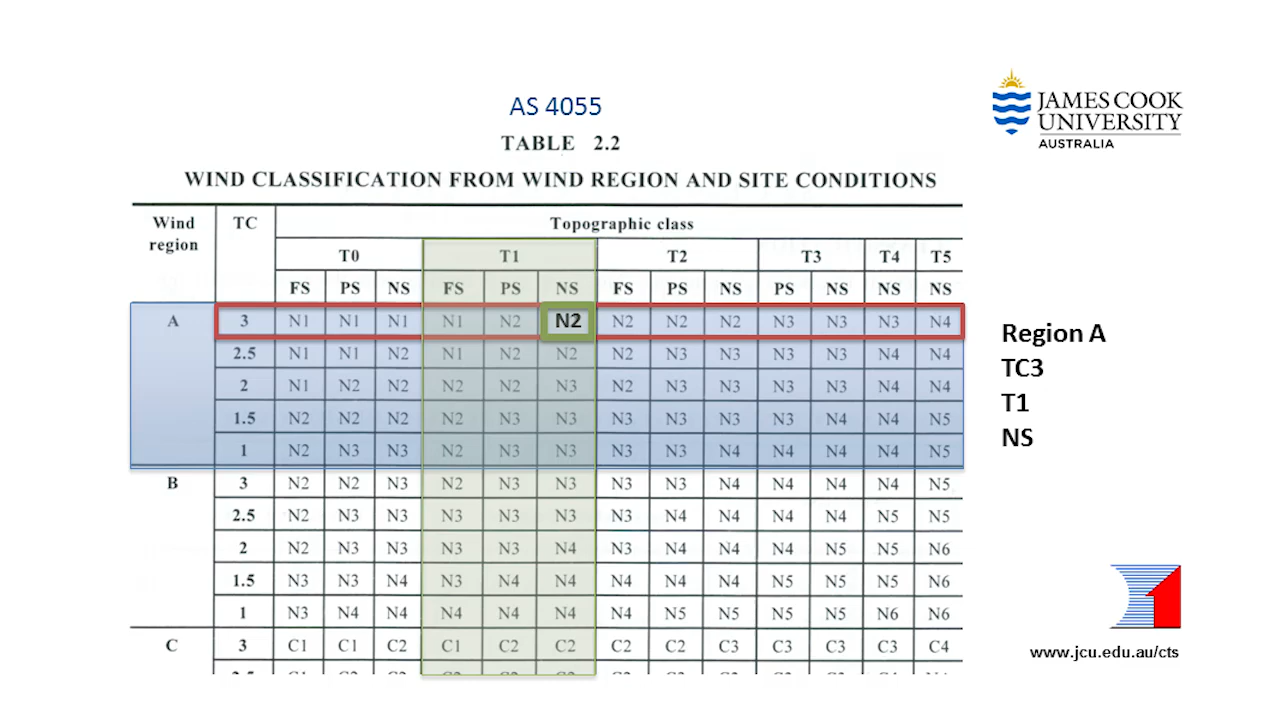 AS 4055
JAMES COOK
UNIVERSITY
AUSTRALIA
TABLE 2.2
WIND CLASSIFICATION FROM WIND REGION AND SITE CONDITIONS
Wind region TC Topographic class
T0 T1 T2 T3 T4 T5
FS PS NS FS PS NS FS PS NS PS NS NS NS
A 3 N1 N1 N1 N1 N2 N2 N2 N2 N2 N3 N3 N3 N4
2.5 N1 N1 N2 N1 N2 N2 N2 N3 N3 N3 N3 N4 N4
2 N1 N2 N2 N2 N2 N3 N2 N3 N3 N3 N3 N4 N4
1.5 N2 N2 N2 N2 N3 N3 N3 N3 N3 N3 N4 N4 N5
1 N2 N3 N3 N2 N3 N3 N3 N3 N4 N4 N4 N4 N5
B 3 N2 N2 N3 N2 N3 N3 N3 N3 N4 N4 N4 N4 N5
2.5 N2 N3 N3 N3 N3 N3 N3 N4 N4 N4 N4 N5 N5
2 N2 N3 N3 N3 N3 N4 N3 N4 N4 N4 N5 N5 N6
1.5 N3 N3 N4 N3 N4 N4 N4 N4 N4 N5 N5 N5 N6
1 N3 N4 N4 N4 N4 N4 N4 N5 N5 N5 N5 N6 N6
C 3 C1 C1 C2 C1 C2 C2 C2 C2 C3 C3 C3 C3 C4
Region A
TC3
T1
NS
www.jcu.edu.au/cts